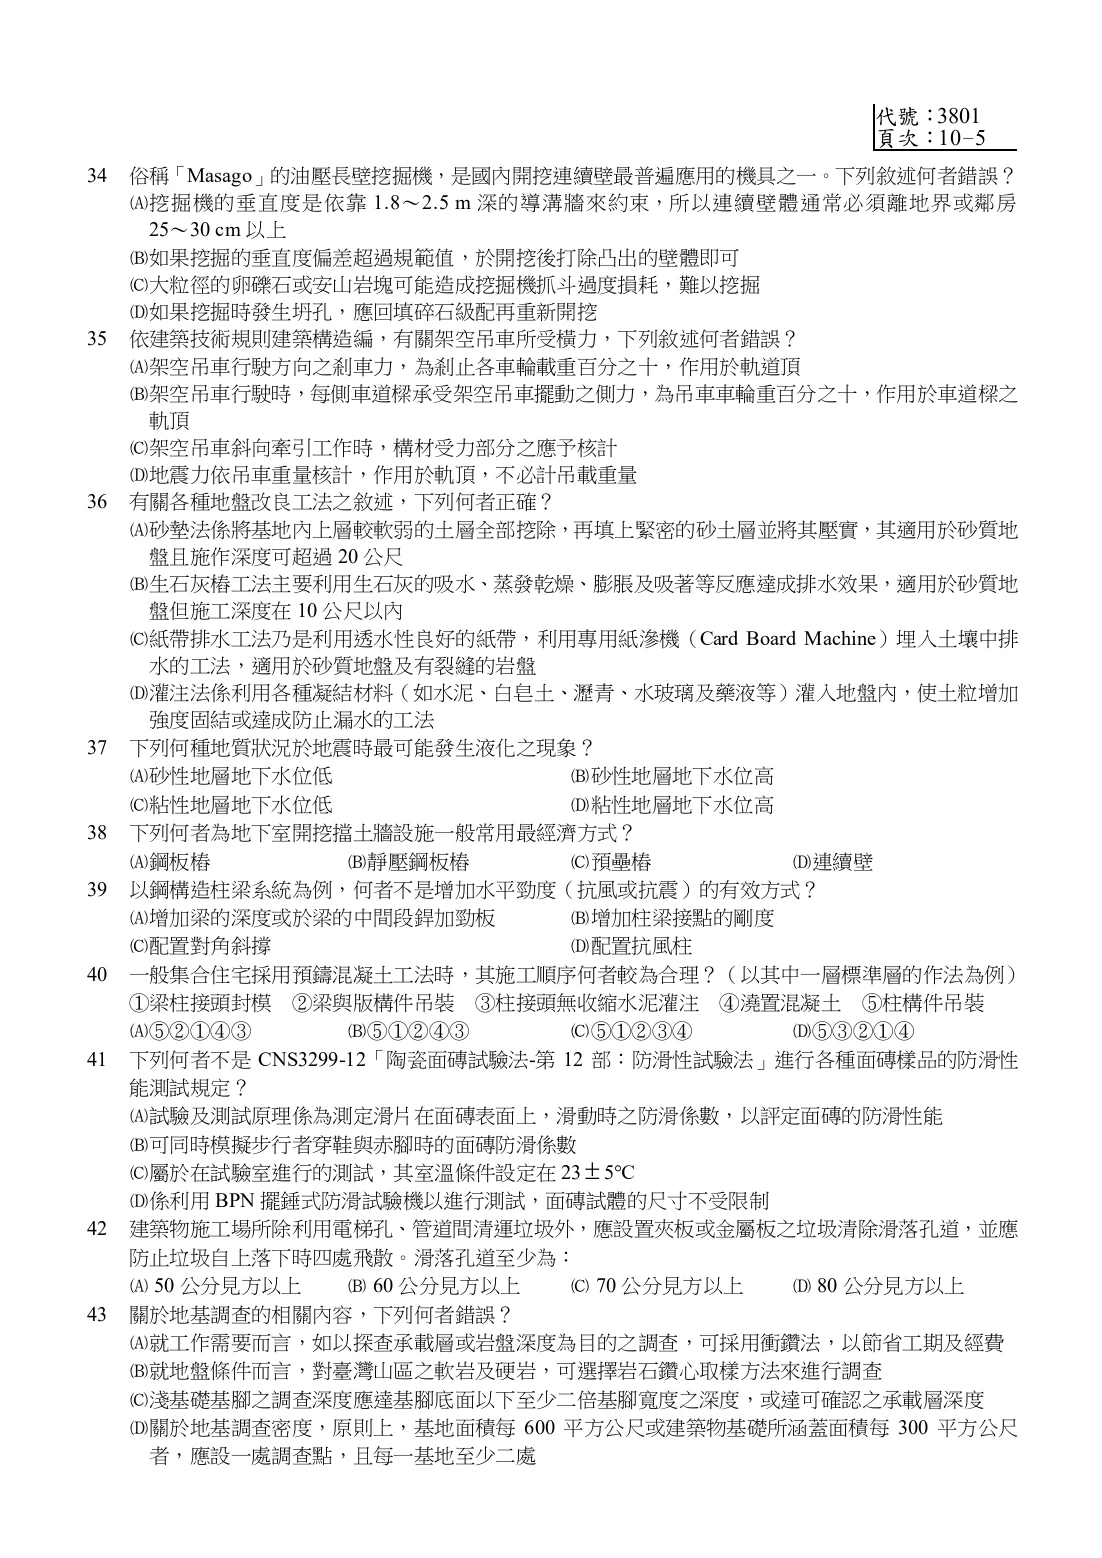 代號：3801
頁次：10－5
34 俗稱「Masago」的油壓長壁挖掘機，是國內開挖連續壁最普遍應用的機具之一。下列敘述何者錯誤？
(A)挖掘機的垂直度是依靠 1.8～2.5 m 深的導溝牆來約束，所以連續壁體通常必須離地界或鄰房
25～30 cm 以上
(B)如果挖掘的垂直度偏差超過規範值，於開挖後打除凸出的壁體即可
(C)大粒徑的卵礫石或安山岩塊可能造成挖掘機抓斗過度損耗，難以挖掘
(D)如果挖掘時發生坍孔，應回填碎石級配再重新開挖
35 依建築技術規則建築構造編，有關架空吊車所受橫力，下列敘述何者錯誤？
(A)架空吊車行駛方向之剎車力，為剎止各車輪載重百分之十，作用於軌道頂
(B)架空吊車行駛時，每側車道樑承受架空吊車擺動之側力，為吊車車輪重百分之十，作用於車道樑之
軌頂
(C)架空吊車斜向牽引工作時，構材受力部分之應予核計
(D)地震力依吊車重量核計，作用於軌頂，不必計吊載重量
36 有關各種地盤改良工法之敘述，下列何者正確？
(A)砂墊法係將基地內上層較軟弱的土層全部挖除，再填上緊密的砂土層並將其壓實，其適用於砂質地
盤且施作深度可超過 20 公尺
(B)生石灰樁工法主要利用生石灰的吸水、蒸發乾燥、膨脹及吸著等反應達成排水效果，適用於砂質地
盤但施工深度在 10 公尺以內
(C)紙帶排水工法乃是利用透水性良好的紙帶，利用專用紙滲機（Card Board Machine）埋入土壤中排
水的工法，適用於砂質地盤及有裂縫的岩盤
(D)灌注法係利用各種凝結材料（如水泥、白皂土、瀝青、水玻璃及藥液等）灌入地盤內，使土粒增加
強度固結或達成防止漏水的工法
37 下列何種地質狀況於地震時最可能發生液化之現象？
(A)砂性地層地下水位低 (B)砂性地層地下水位高
(C)粘性地層地下水位低 (D)粘性地層地下水位高
38 下列何者為地下室開挖擋土牆設施一般常用最經濟方式？
(A)鋼板樁 (B)靜壓鋼板樁 (C)預壘樁 (D)連續壁
39 以鋼構造柱梁系統為例，何者不是增加水平勁度（抗風或抗震）的有效方式？
(A)增加梁的深度或於梁的中間段銲加勁板 (B)增加柱梁接點的剛度
(C)配置對角斜撐 (D)配置抗風柱
40 一般集合住宅採用預鑄混凝土工法時，其施工順序何者較為合理？（以其中一層標準層的作法為例）
①梁柱接頭封模 ②梁與版構件吊裝 ③柱接頭無收縮水泥灌注 ④澆置混凝土 ⑤柱構件吊裝
(A)⑤②①④③ (B)⑤①②④③ (C)⑤①②③④ (D)⑤③②①④
41 下列何者不是 CNS3299-12「陶瓷面磚試驗法-第 12 部：防滑性試驗法」進行各種面磚樣品的防滑性
能測試規定？
(A)試驗及測試原理係為測定滑片在面磚表面上，滑動時之防滑係數，以評定面磚的防滑性能
(B)可同時模擬步行者穿鞋與赤腳時的面磚防滑係數
(C)屬於在試驗室進行的測試，其室溫條件設定在 23±5℃
(D)係利用 BPN 擺錘式防滑試驗機以進行測試，面磚試體的尺寸不受限制
42 建築物施工場所除利用電梯孔、管道間清運垃圾外，應設置夾板或金屬板之垃圾清除滑落孔道，並應
防止垃圾自上落下時四處飛散。滑落孔道至少為：
(A) 50 公分見方以上 (B) 60 公分見方以上 (C) 70 公分見方以上 (D) 80 公分見方以上
43 關於地基調查的相關內容，下列何者錯誤？
(A)就工作需要而言，如以探查承載層或岩盤深度為目的之調查，可採用衝鑽法，以節省工期及經費
(B)就地盤條件而言，對臺灣山區之軟岩及硬岩，可選擇岩石鑽心取樣方法來進行調查
(C)淺基礎基腳之調查深度應達基腳底面以下至少二倍基腳寬度之深度，或達可確認之承載層深度
(D)關於地基調查密度，原則上，基地面積每 600 平方公尺或建築物基礎所涵蓋面積每 300 平方公尺
者，應設一處調查點，且每一基地至少二處